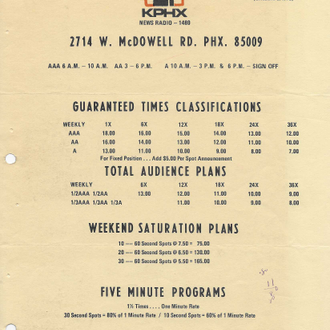 KPHX
NEWS RADIO - 1480
2714 W. McDOWELL RD. PHX. 85009
AAA 6 A.M. - 10 A.M. AA 3 - 6 P.M. A 10 A.M. - 3 P.M. & 6 P.M. - SIGN OFF
GUARANTEED TIMES CLASSIFICATIONS
WEEKLY 1X 6X 12X 18X 24X 36X
AAA 18.00 16.00 15.00 14.00 13.00 12.00
AA 16.00 14.00 13.00 12.00 11.00 10.00
A 13.00 11.00 10.00 9.00 8.00 7.00
For Fixed Position . . . Add $5.00 Per Spot Announcement
TOTAL AUDIENCE PLANS
WEEKLY 6X 12X 18X 24X 36X
1/2AAA 1/2AA 13.00 12.00 11.00 10.00 9.00
1/3AAA 1/3AA 1/3A 11.00 10.00 9.00 8.00
WEEKEND SATURATION PLANS
10 --- 60 Second Spots @ 7.50 = 75.00
20 --- 60 Second Spots @ 6.50 = 130.00
30 --- 60 Second Spots @ 5.50 = 165.00
FIVE MINUTE PROGRAMS
1½ Times . . . One Minute Rate
30 Second Spots = 80% of 1 Minute Rate / 10 Second Spots = 60% of 1 Minute Rate